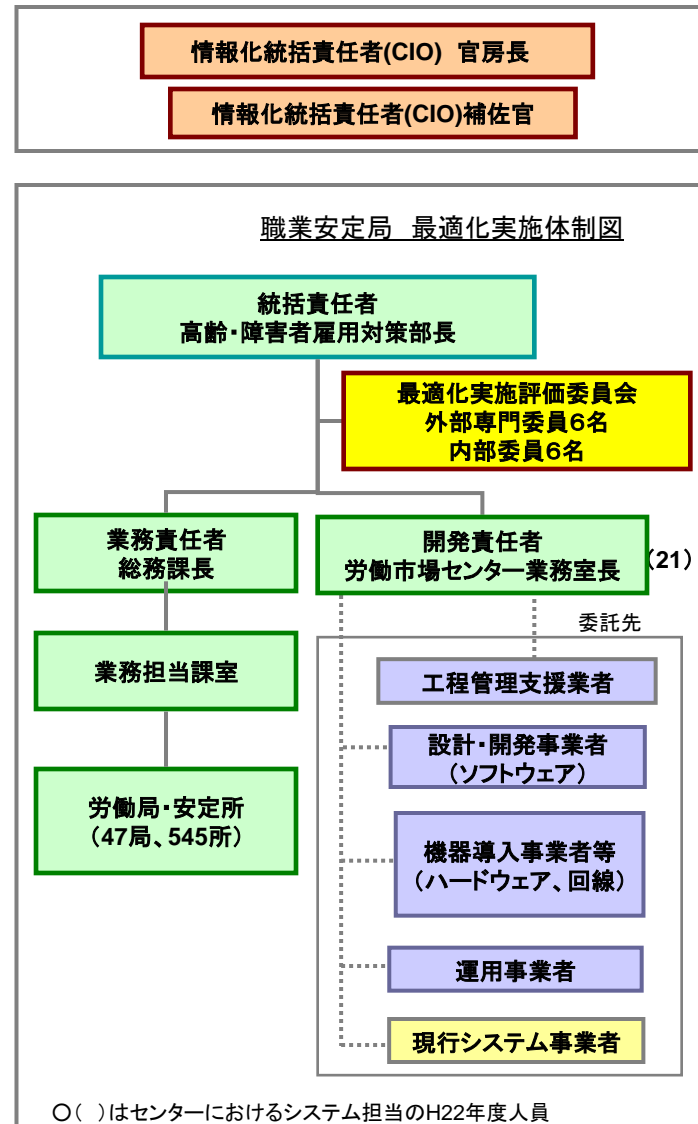 情報化統括責任者(CIO) 官房長
情報化統括責任者(CIO)補佐官
職業安定局 最適化実施体制図
統括責任者
高齢・障害者雇用対策部長
最適化実施評価委員会
外部専門委員6名
内部委員6名
業務責任者
総務課長
開発責任者
労働市場センター業務室長
(21)
委託先
業務担当課室
工程管理支援業者
設計・開発事業者
(ソフトウェア)
労働局・安定所
(47局、545所)
機器導入事業者等
(ハードウェア、回線)
運用事業者
現行システム事業者
○( )はセンターにおけるシステム担当のH22年度人員